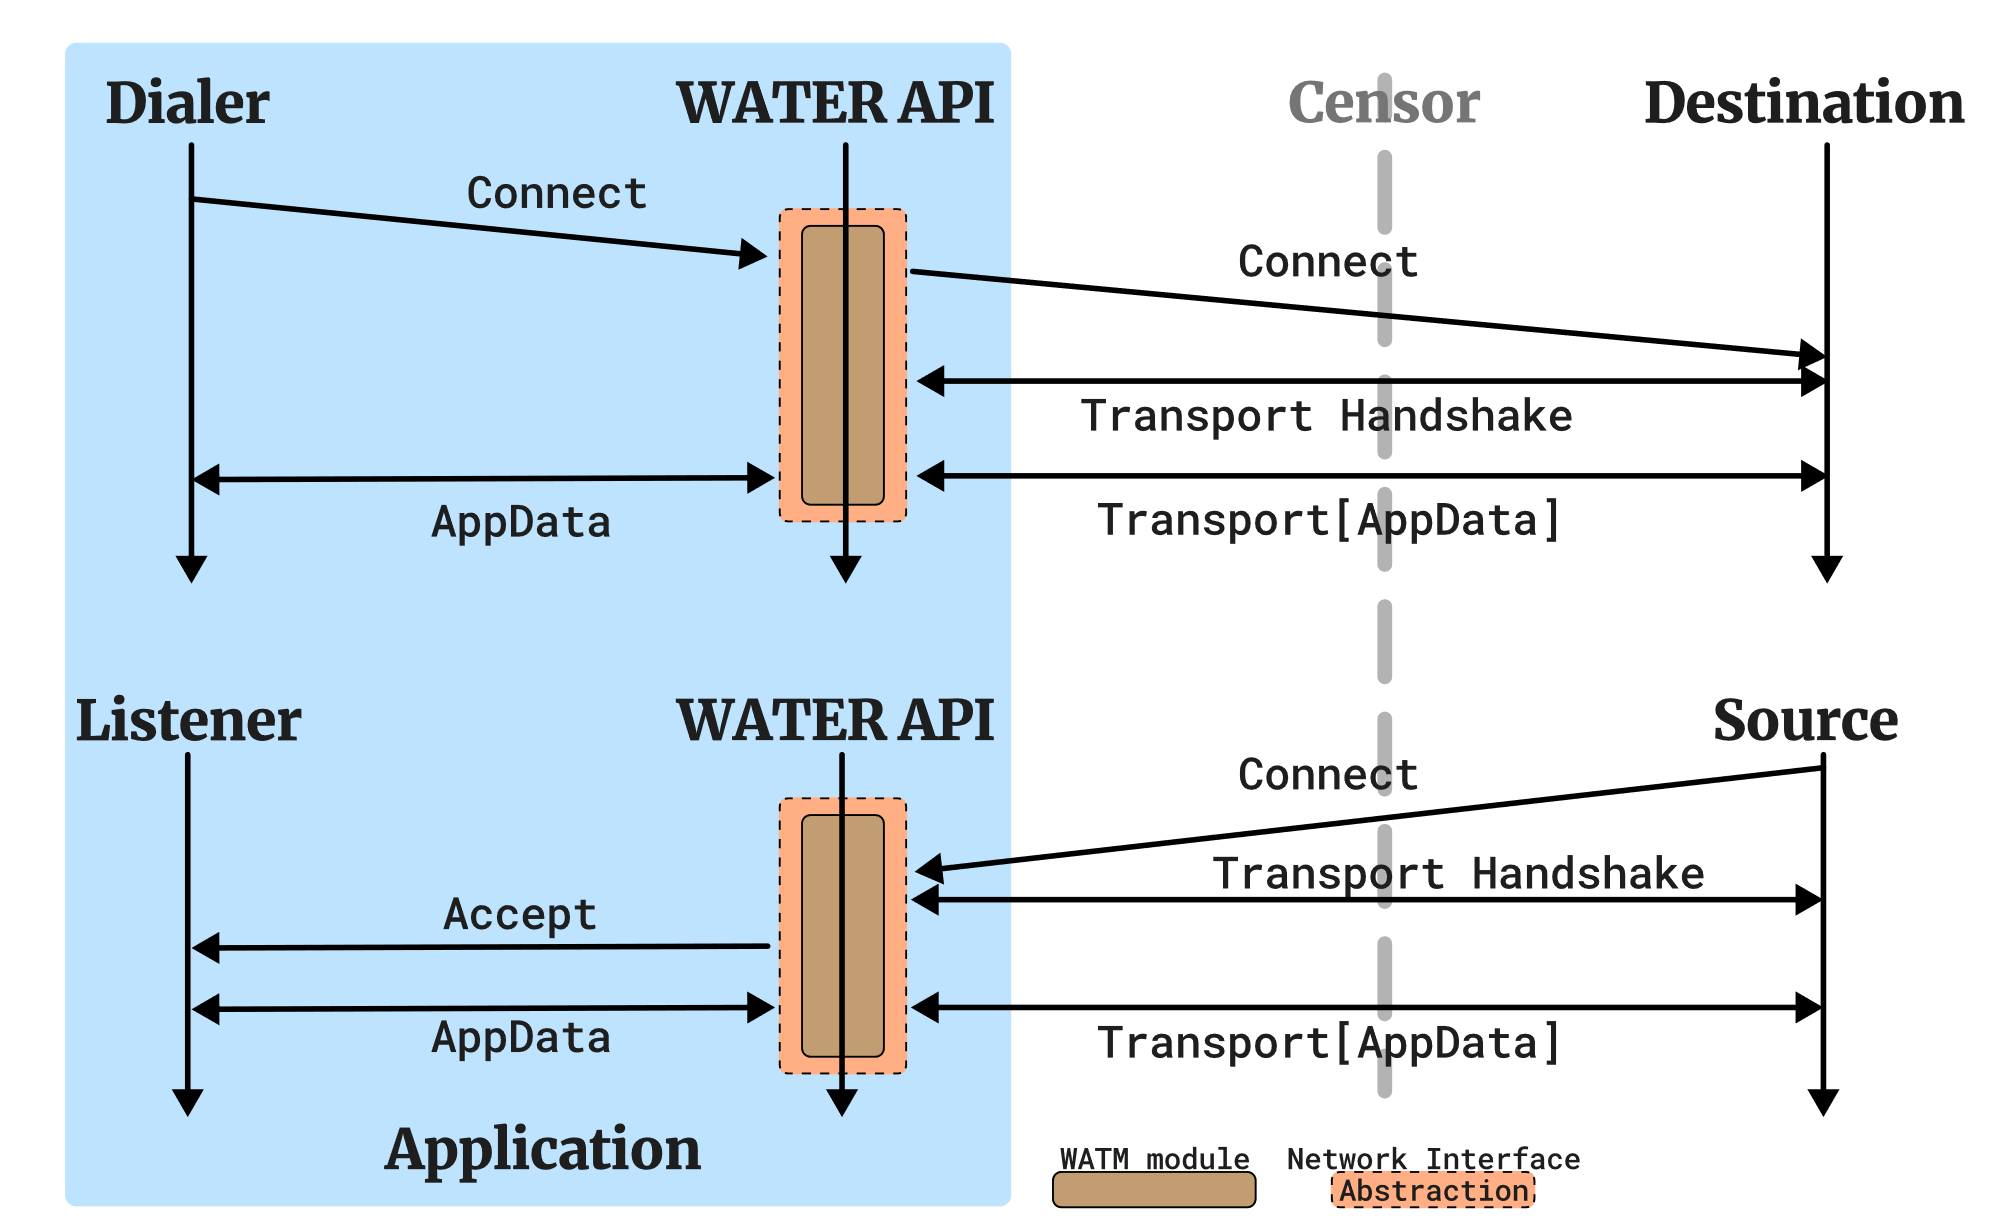 Dialer
WATER API
Censor
Destination
Connect
Connect
Transport Handshake
AppData
Transport[AppData]
Listener
WATER API
Source
Connect
Transport Handshake
Accept
AppData
Transport[AppData]
Application
WATM module
Network Interface
Abstraction